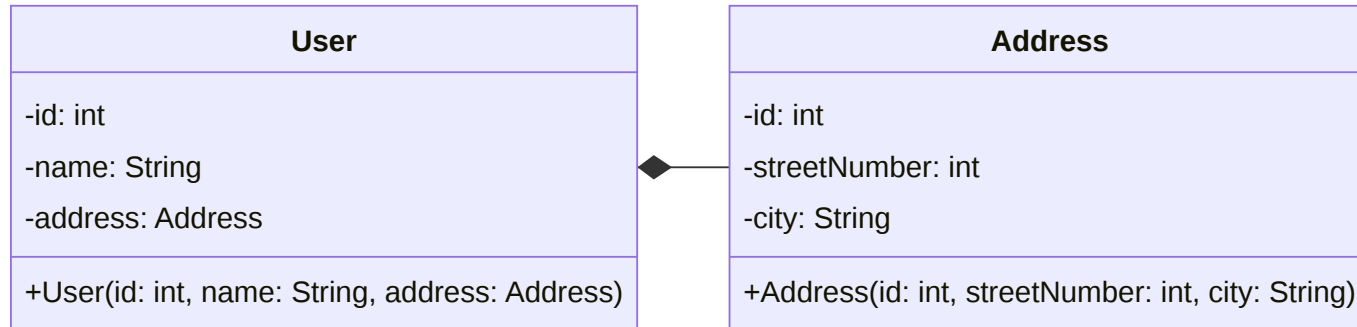 User
-id: int
-name: String
-address: Address
+User(id: int, name: String, address: Address)
Address
-id: int
-streetNumber: int
-city: String
+Address(id: int, streetNumber: int, city: String)